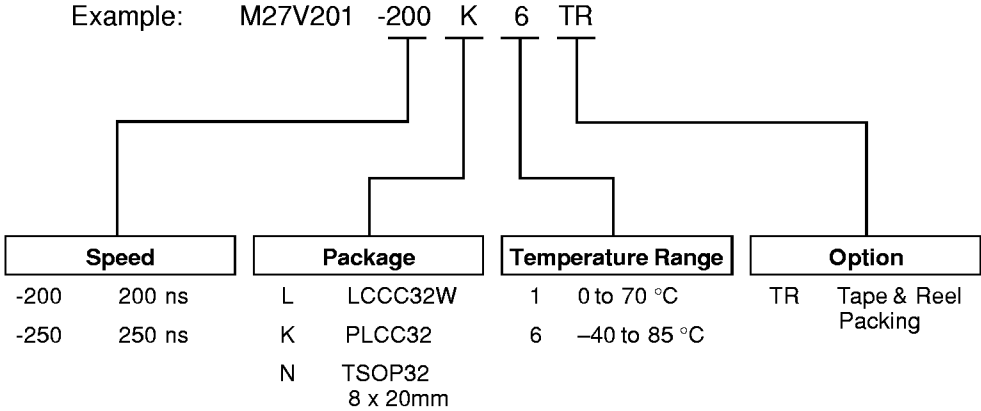 Example: M27V201 -200 K 6 TR
Speed Package Temperature Range Option
-200 200 ns L LCCC32W 1 0 to 70 °C TR Tape & Reel
Packing
-250 250 ns K PLCC32 6 –40 to 85 °C
N TSOP32
8 x 20mm